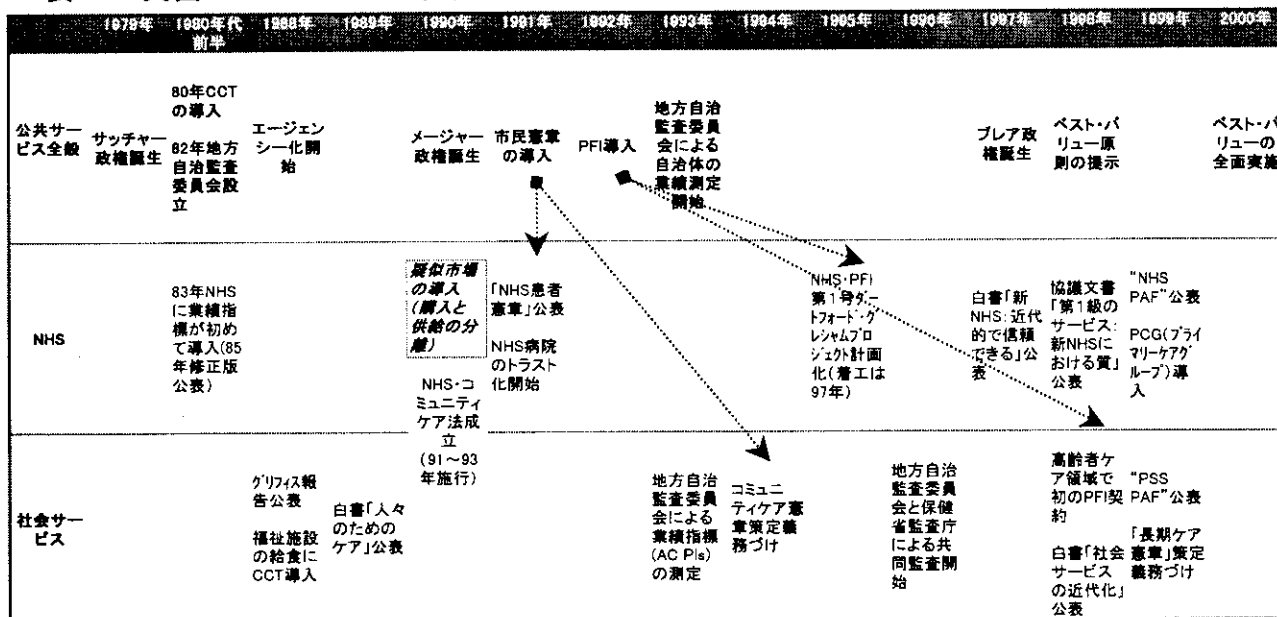 1979年
1980年代
前半
1988年
1989年
1990年
1991年
1992年
1993年
1994年
1995年
1996年
1997年
1998年
1999年
2000年
公共サー
ビス全般
サッチャー
政権誕生
80年CCT
の導入
82年地方
自治監査
委員会設
立
エージェン
シー化開
始
メージャー
政権誕生
市民憲章
の導入
PFI導入
地方自治
監査委員
会による
自治体の
業績測定
開始
ブレア政
権誕生
ベスト・バ
リュー原
則の提示
ベスト・バ
リューの
全面実施
NHS
83年NHS
に業績指
標が初め
て導入(85
年修正版
公表)
疑似市場
の導入
(購入と
供給の分
離)
NHS・コ
ミュニティ
ケア法成
立
(91～93
年施行)
「NHS患者
憲章」公表
NHS病院
のトラスト
化開始
NHS・PFI
第1号ダー
トフォード・グ
レシャムプロ
ジェクト計画
化(着工は
97年)
白書「新
NHS:近代
的で信頼
できる」公
表
協議文書
「第1級の
サービス:
新NHSに
おける質」
公表
"NHS
PAF"公表
PCG(プライ
マリーケアグ
ループ)導
入
社会サー
ビス
グリフィス報
告公表
福祉施設
の給食に
CCT導入
白書「人々
のための
ケア」公表
地方自治
監査委員
会による
業績指標
(AC PIs)
の測定
コミュニ
ティケア憲
章策定義
務づけ
地方自治
監査委員
会と保健
省監査庁
による共
同監査開
始
高齢者ケ
ア領域で
初のPFI契
約
白書「社会
サービス
の近代化」
公表
"PSS
PAF"公表
「長期ケア
憲章」策定
義務づけ